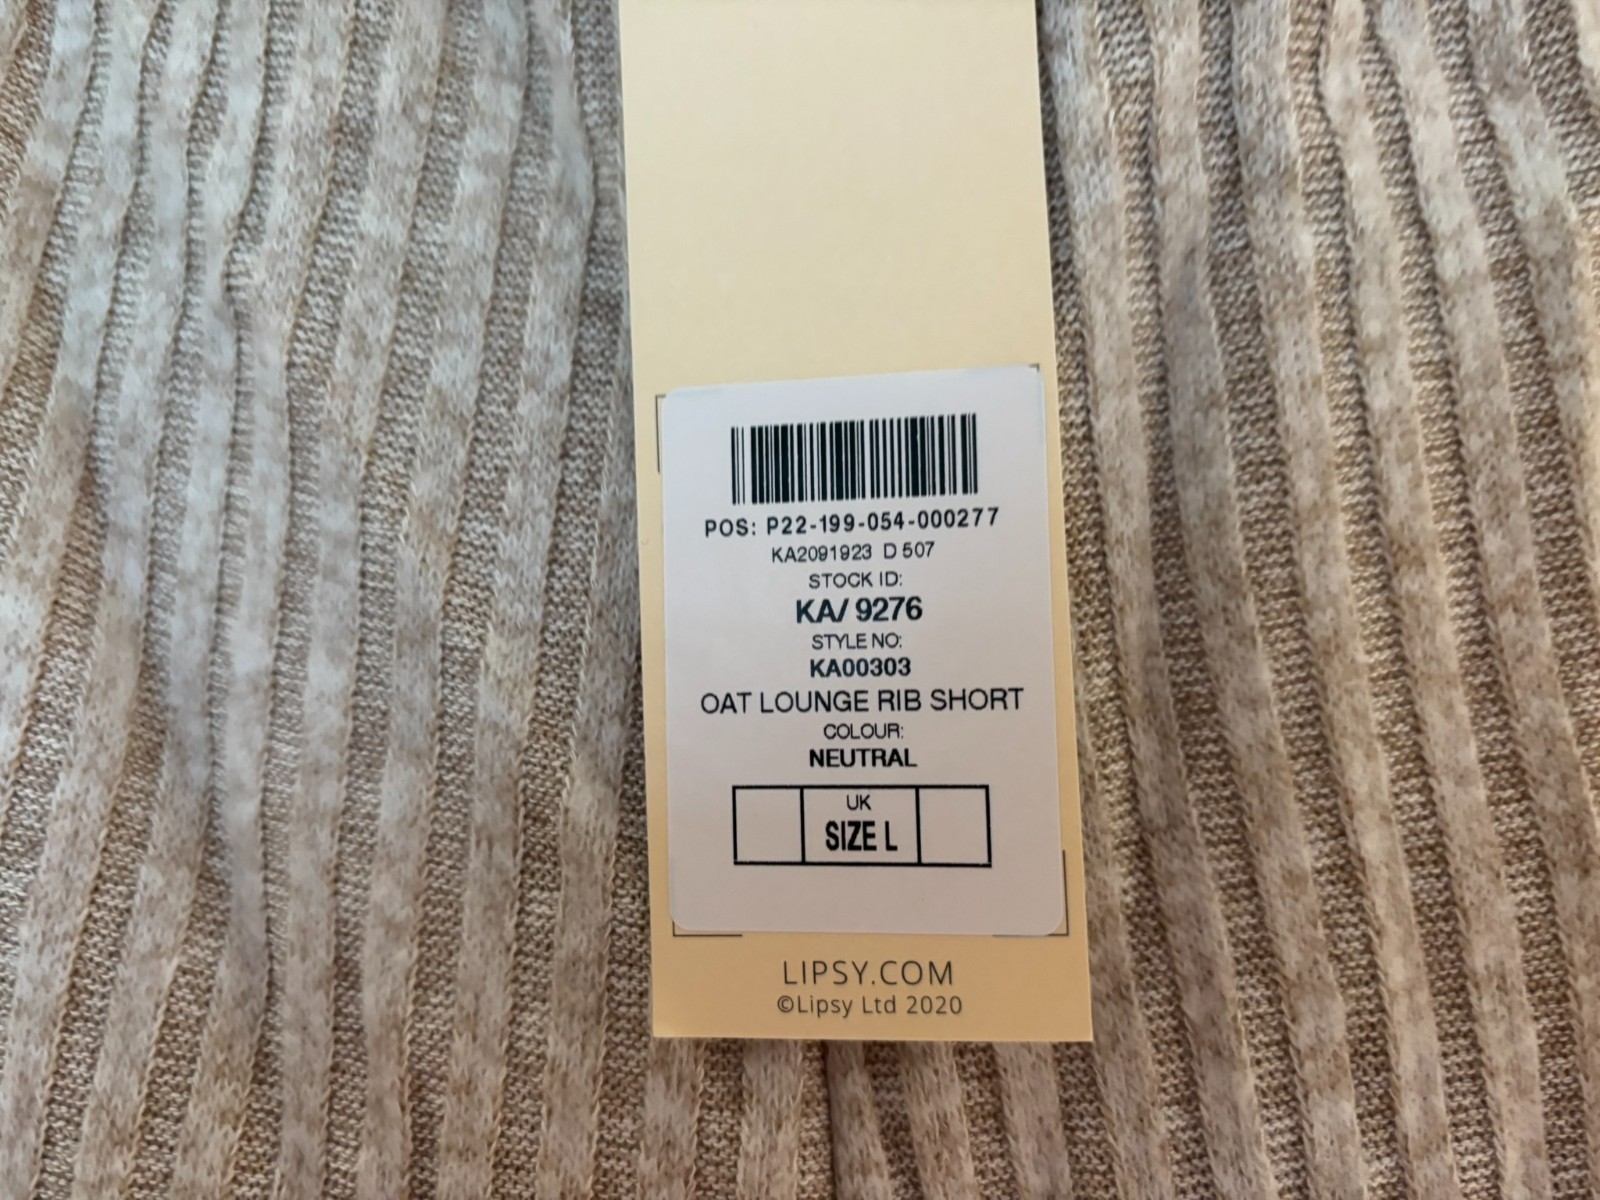 POS: P22-199-054-000277
KA2091923 D 507
STOCK ID:
KA/ 9276
STYLE NO:
KA00303
OAT LOUNGE RIB SHORT
COLOUR:
NEUTRAL
UK
SIZE L
LIPSY.COM
©Lipsy Ltd 2020